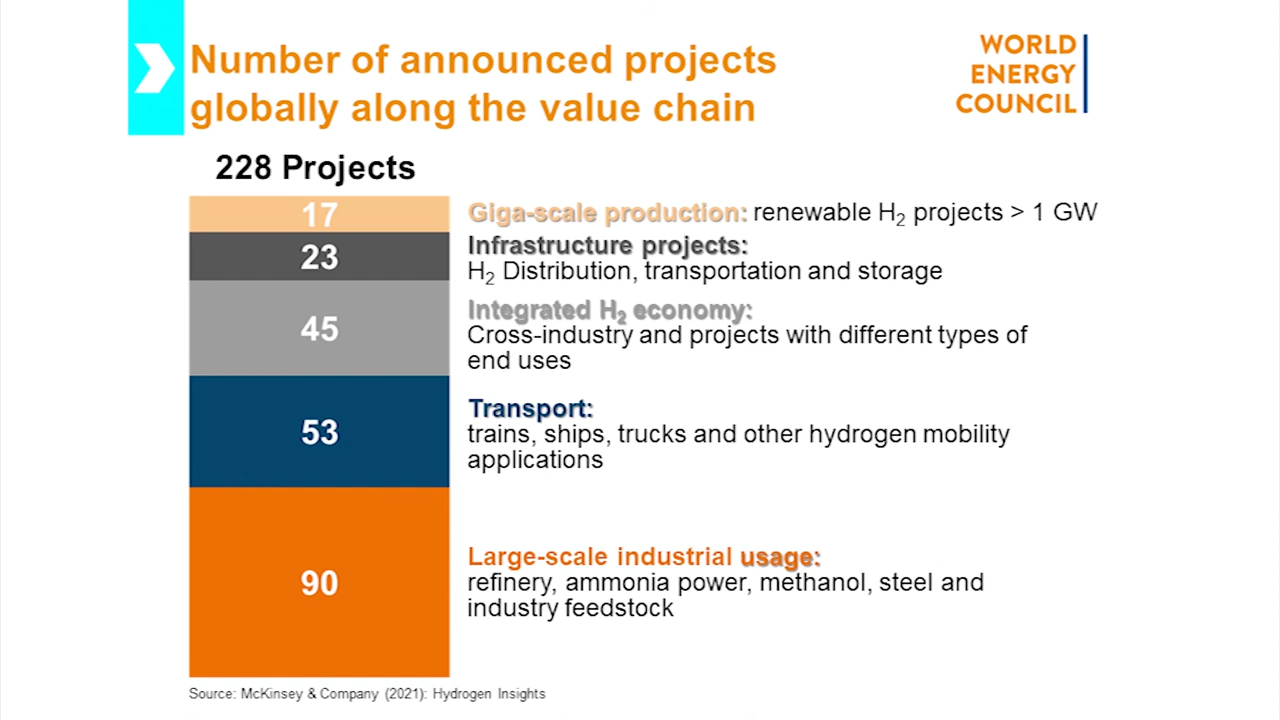 Number of announced projects
globally along the value chain
WORLD
ENERGY
COUNCIL
228 Projects
17
Giga-scale production: renewable H₂ projects > 1 GW
23
Infrastructure projects:
H₂ Distribution, transportation and storage
45
Integrated H₂ economy:
Cross-industry and projects with different types of
end uses
53
Transport:
trains, ships, trucks and other hydrogen mobility
applications
90
Large-scale industrial usage:
refinery, ammonia power, methanol, steel and
industry feedstock
Source: McKinsey & Company (2021): Hydrogen Insights